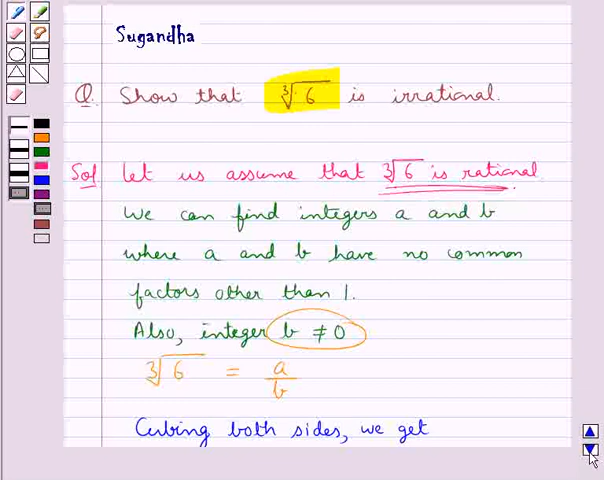 Sugandha
Q. Show that ∛6 is irrational.
Sol Let us assume that ∛6 is rational
We can find integers a and b
where a and b have no common
factors other than 1.
Also, integer b ≠ 0
∛6 = a/b
Cubing both sides, we get